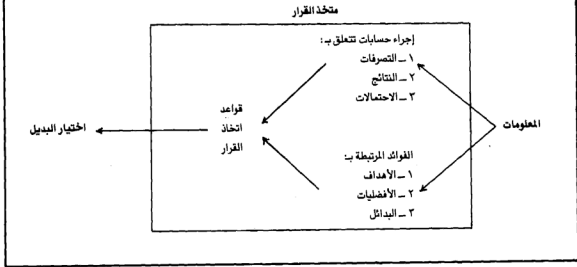 متخذ القرار
إجراء حسابات تتعلق بـ:
١ ـ التصرفات
٢ ـ النتائج
٣ ـ الاحتمالات
المعلومات
قواعد
اتخاذ
القرار
اختيار البديل
الفوائد المرتبطة بـ:
١ ـ الأهداف
٢ ـ الأفضليات
٣ ـ البدائل